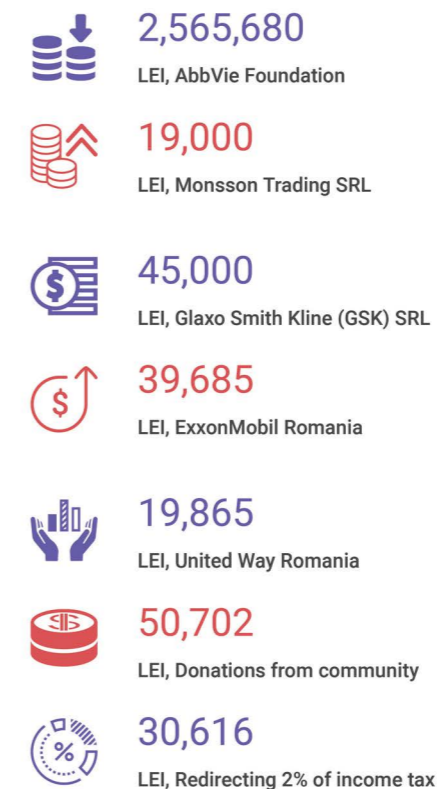 2,565,680
LEI, AbbVie Foundation
19,000
LEI, Monsson Trading SRL
45,000
LEI, Glaxo Smith Kline (GSK) SRL
39,685
LEI, ExxonMobil Romania
19,865
LEI, United Way Romania
50,702
LEI, Donations from community
30,616
LEI, Redirecting 2% of income tax